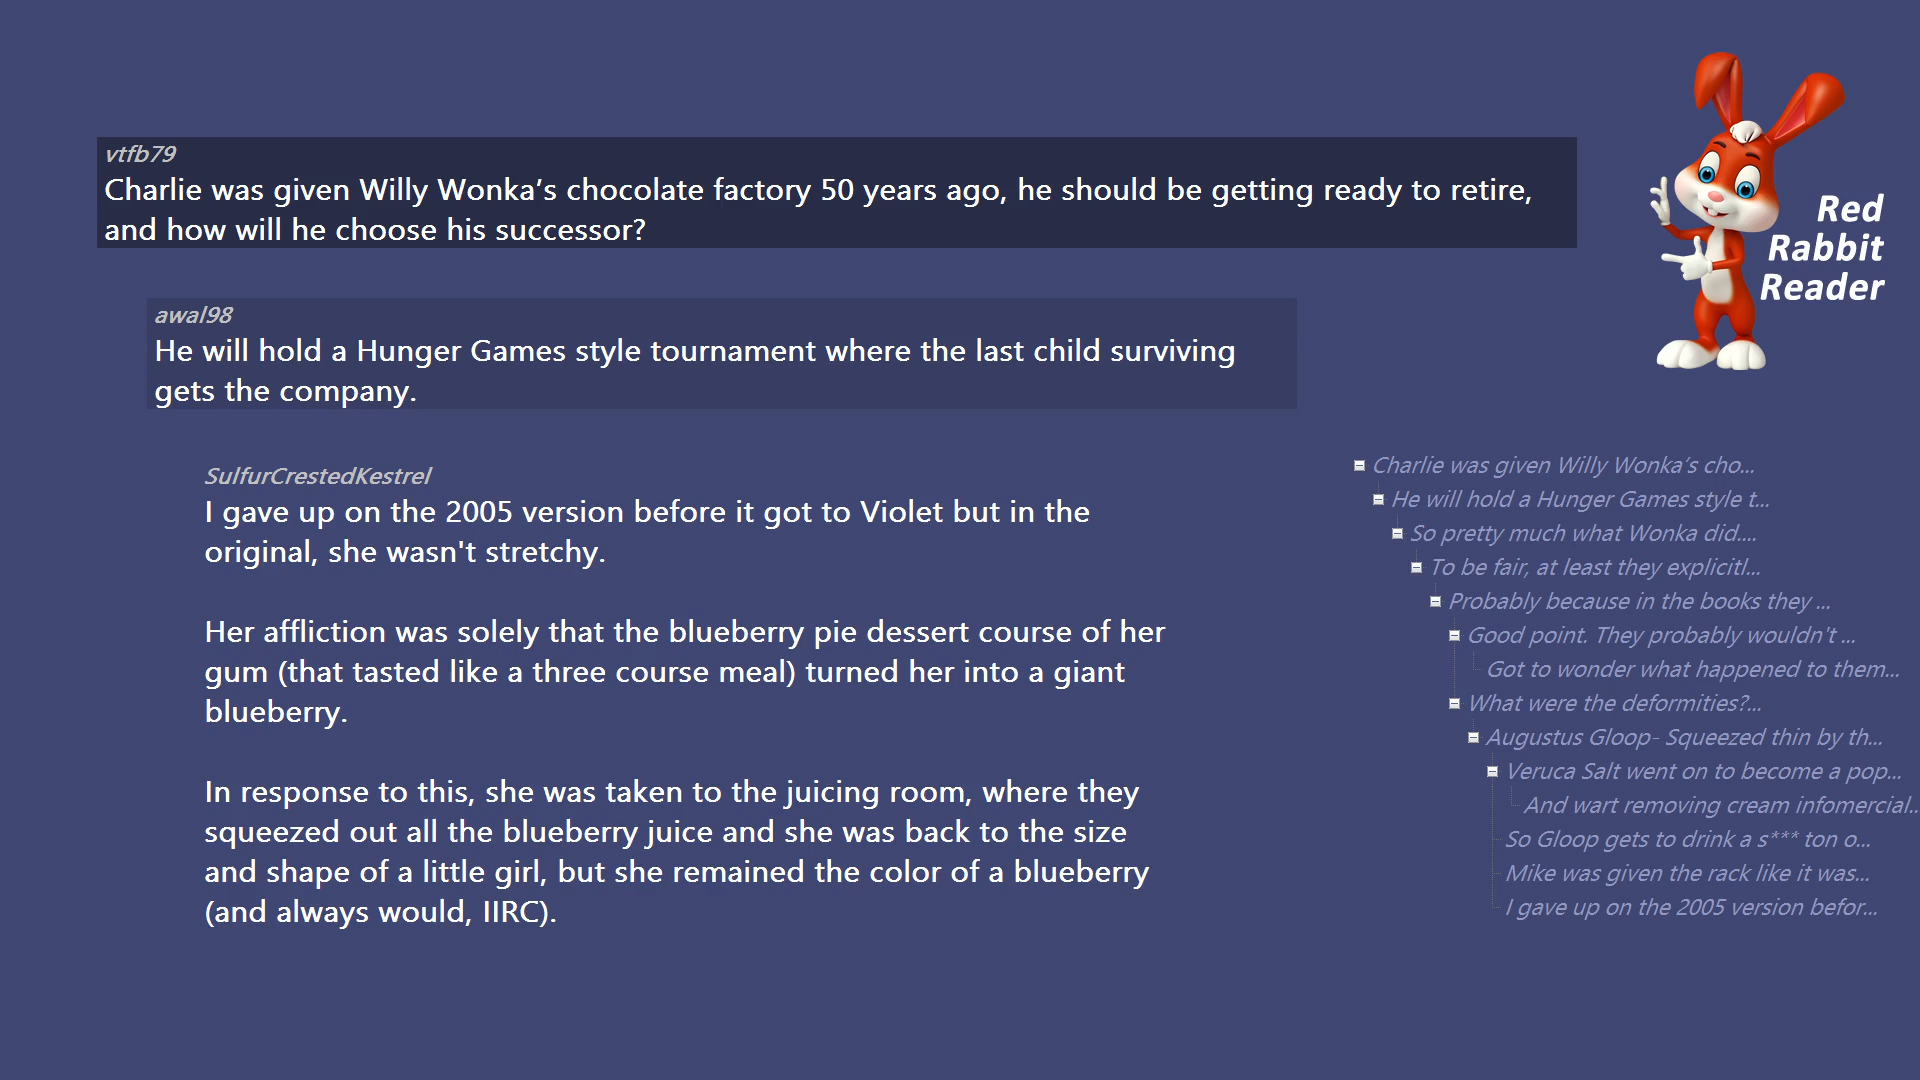 vtfb79
Charlie was given Willy Wonka’s chocolate factory 50 years ago, he should be getting ready to retire,
and how will he choose his successor?
awal98
He will hold a Hunger Games style tournament where the last child surviving
gets the company.
SulfurCrestedKestrel
I gave up on the 2005 version before it got to Violet but in the
original, she wasn't stretchy.
Her affliction was solely that the blueberry pie dessert course of her
gum (that tasted like a three course meal) turned her into a giant
blueberry.
In response to this, she was taken to the juicing room, where they
squeezed out all the blueberry juice and she was back to the size
and shape of a little girl, but she remained the color of a blueberry
(and always would, IIRC).
Red
Rabbit
Reader
Charlie was given Willy Wonka’s cho...
He will hold a Hunger Games style t...
So pretty much what Wonka did....
To be fair, at least they explicitl...
Probably because in the books they ...
Good point. They probably wouldn't ...
Got to wonder what happened to them...
What were the deformities?...
Augustus Gloop- Squeezed thin by th...
Veruca Salt went on to become a pop...
And wart removing cream infomercial..
So Gloop gets to drink a s*** ton o...
Mike was given the rack like it was...
I gave up on the 2005 version befor...